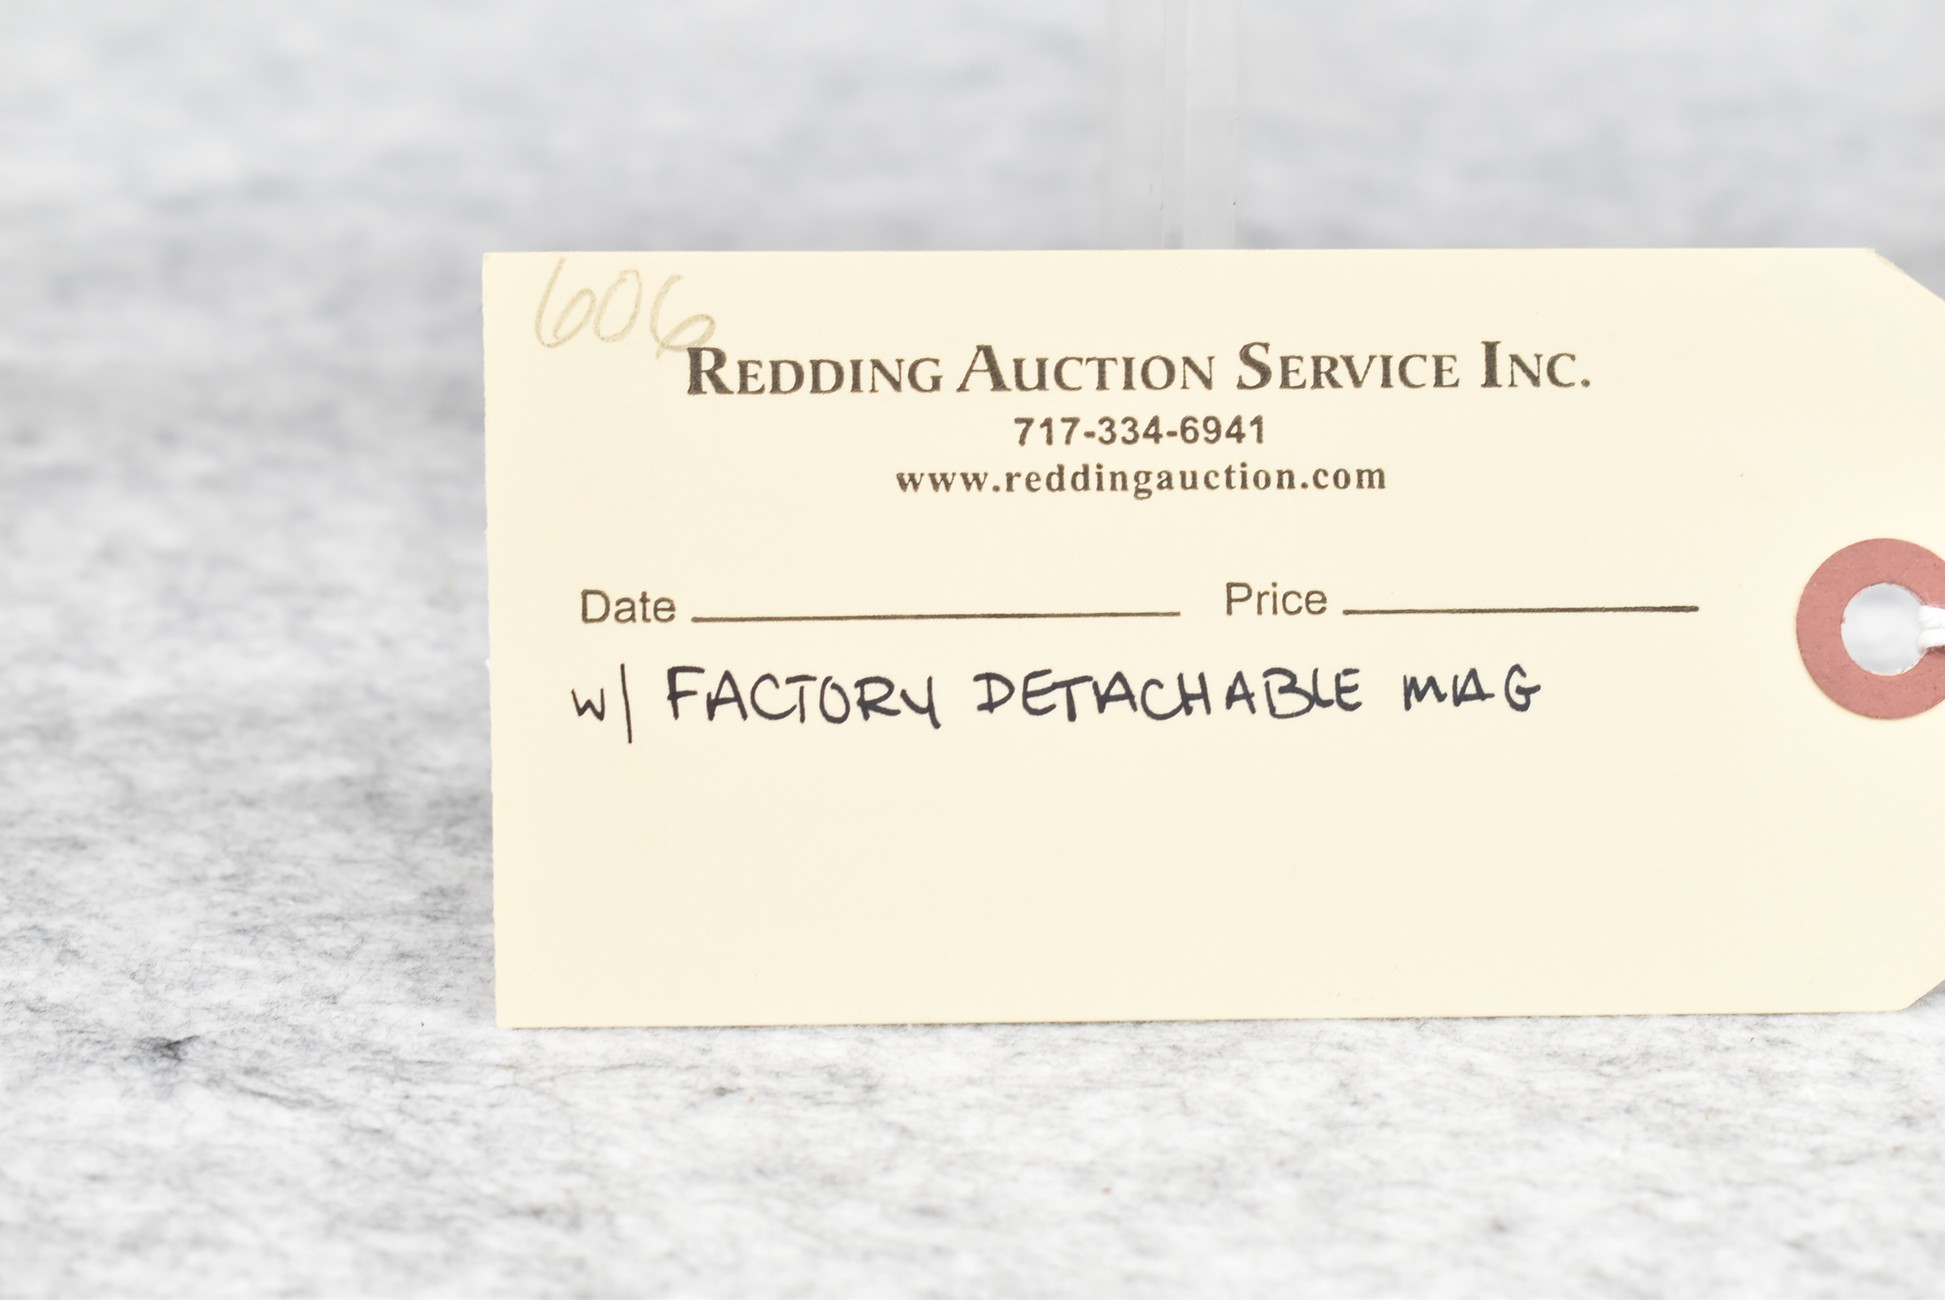 606
REDDING AUCTION SERVICE INC.
717-334-6941
www.reddingauction.com
Date Price
w/ FACTORY DETACHABLE MAG